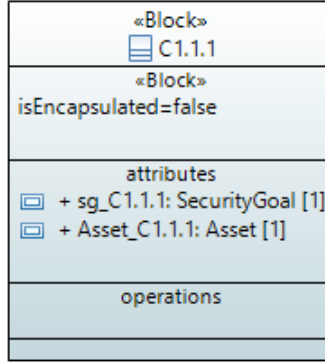 «Block»
C1.1.1
«Block»
isEncapsulated=false
attributes
+ sg_C1.1.1: SecurityGoal [1]
+ Asset_C1.1.1: Asset [1]
operations